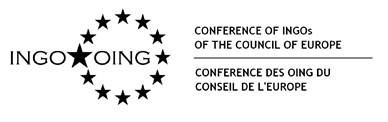 INGO★OING
CONFERENCE OF INGOs
OF THE COUNCIL OF EUROPE
CONFERENCE DES OING DU
CONSEIL DE L'EUROPE